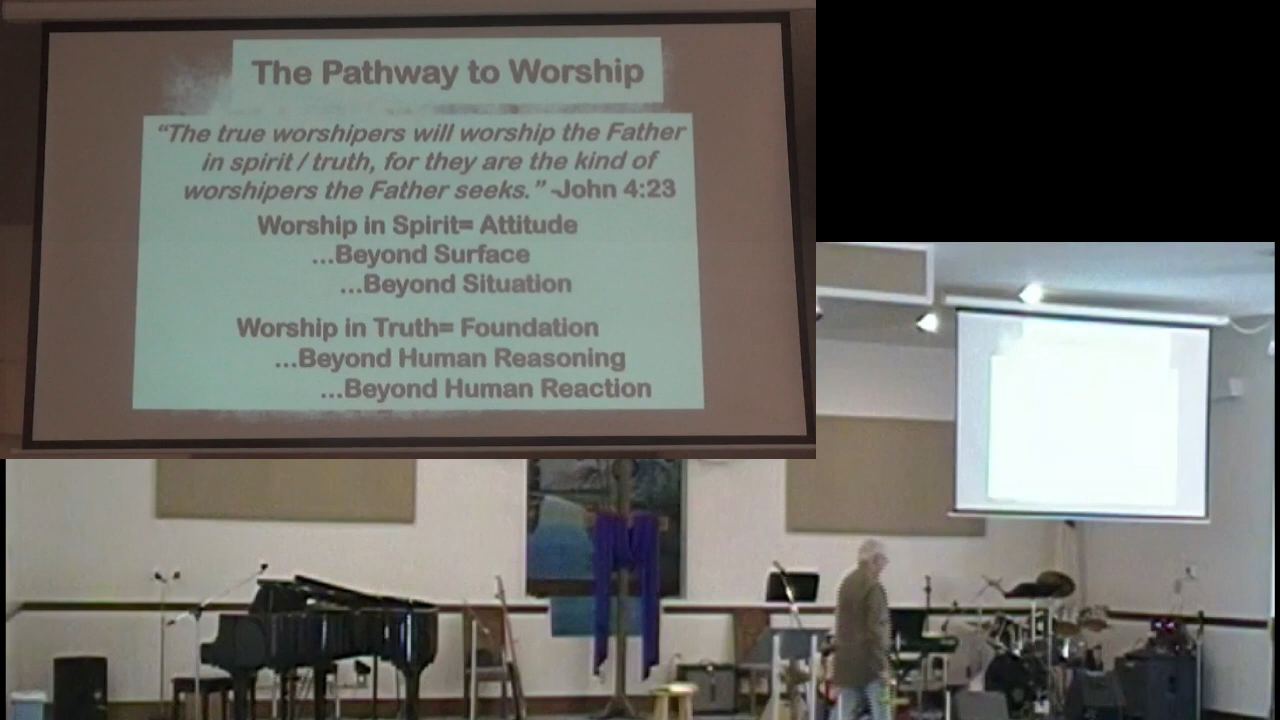 The Pathway to Worship
“The true worshipers will worship the Father
in spirit / truth, for they are the kind of
worshipers the Father seeks.” -John 4:23
Worship in Spirit= Attitude
...Beyond Surface
...Beyond Situation
Worship in Truth= Foundation
...Beyond Human Reasoning
...Beyond Human Reaction